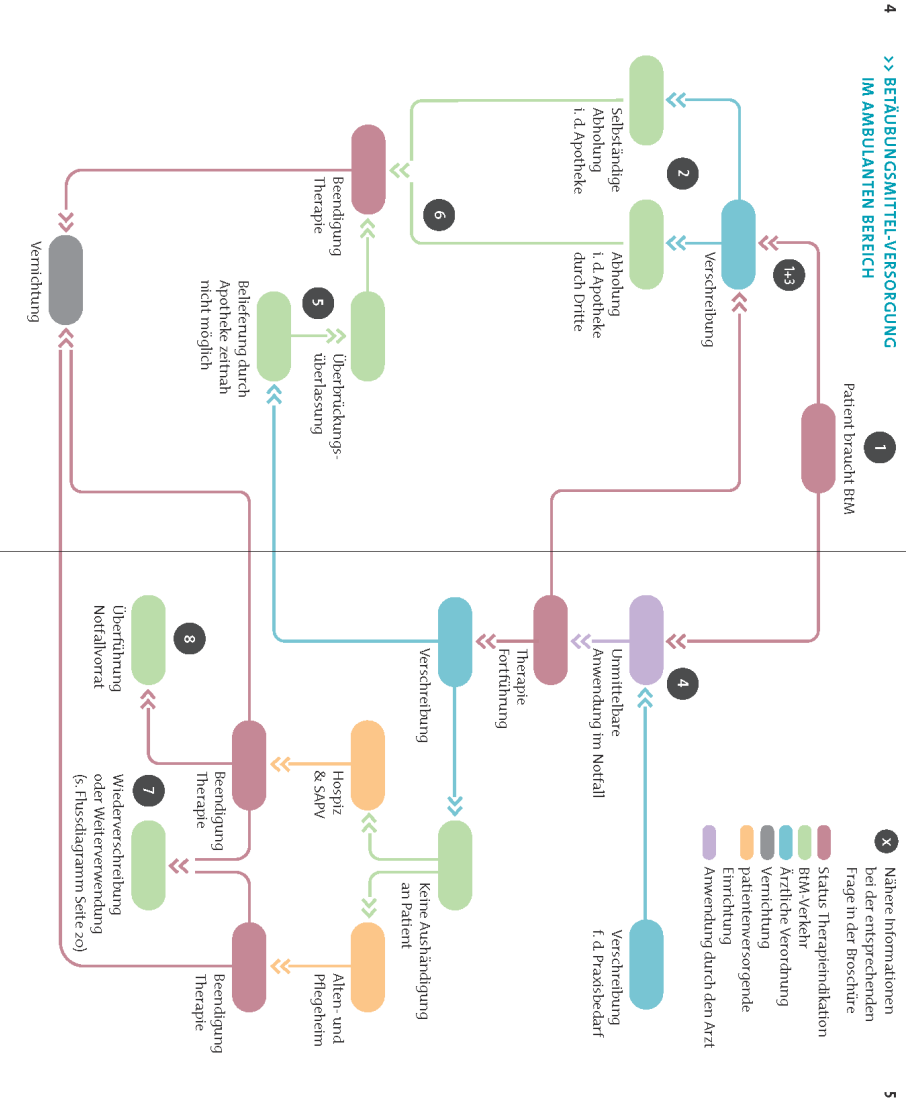 4
>> BETÄUBUNGSMITTEL-VERSORGUNG
IM AMBULANTEN BEREICH
1
Patient braucht BtM
1+3
Verschreibung
2
Selbständige
Abholung
i. d. Apotheke
Abholung
i. d. Apotheke
durch Dritte
6
Beendigung
Therapie
5
Überbrückungs-
überlassung
Belieferung durch
Apotheke zeitnah
nicht möglich
Vernichtung
x
Nähere Informationen
bei der entsprechenden
Frage in der Broschüre
Status Therapieindikation
BtM-Verkehr
Ärztliche Verordnung
Vernichtung
patientenversorgende
Einrichtung
Anwendung durch den Arzt
4
Unmittelbare
Anwendung im Notfall
Verschreibung
f. d. Praxisbedarf
Therapie
Fortführung
Verschreibung
Keine Aushändigung
an Patient
Hospiz
& SAPV
Alten- und
Pflegeheim
Beendigung
Therapie
Beendigung
Therapie
8
Überführung
Notfallvorrat
7
Wiederverschreibung
oder Weiterverwendung
(s. Flussdiagramm Seite 20)
5